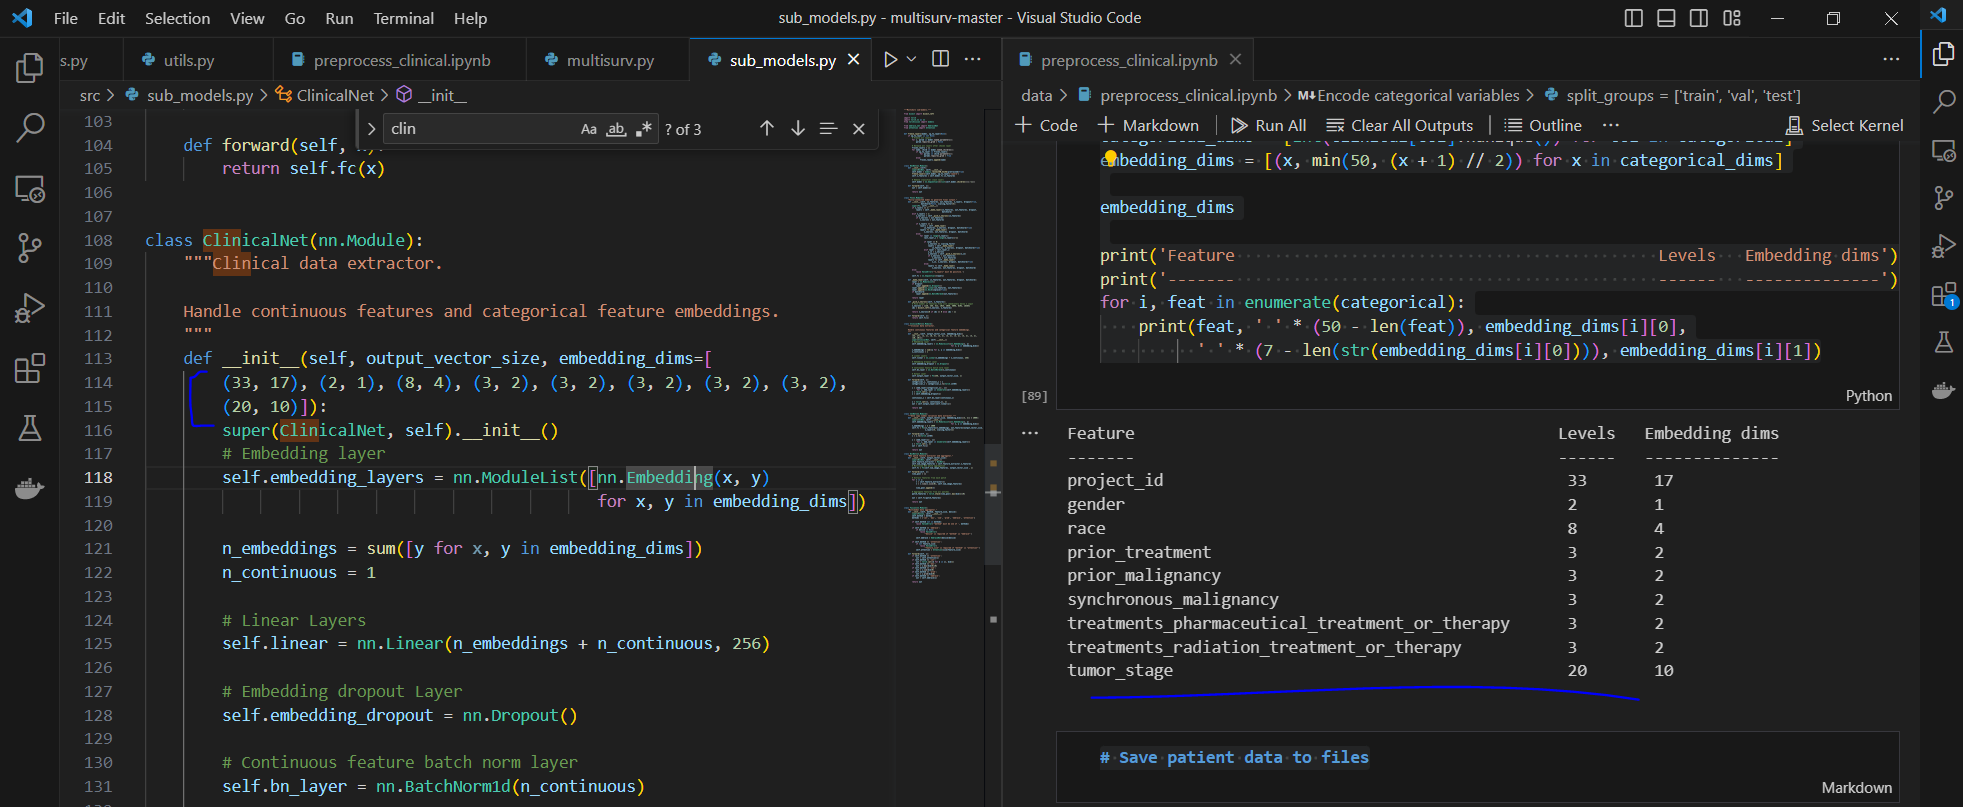 File Edit Selection View Go Run Terminal Help
sub_models.py - multisurv-master - Visual Studio Code
s.py
utils.py
preprocess_clinical.ipynb
multisurv.py
sub_models.py
src > sub_models.py > ClinicalNet > __init__
clin
Aa ab .* ? of 3
103
104 def forward(self, x):
105 return self.fc(x)
106
107
108 class ClinicalNet(nn.Module):
109 """Clinical data extractor.
110
111 Handle continuous features and categorical feature embeddings.
112 """
113 def __init__(self, output_vector_size, embedding_dims=[
114 (33, 17), (2, 1), (8, 4), (3, 2), (3, 2), (3, 2), (3, 2), (3, 2),
115 (20, 10)]):
116 super(ClinicalNet, self).__init__()
117 # Embedding layer
118 self.embedding_layers = nn.ModuleList([nn.Embedding(x, y)
119 for x, y in embedding_dims])
120
121 n_embeddings = sum([y for x, y in embedding_dims])
122 n_continuous = 1
123
124 # Linear Layers
125 self.linear = nn.Linear(n_embeddings + n_continuous, 256)
126
127 # Embedding dropout Layer
128 self.embedding_dropout = nn.Dropout()
129
130 # Continuous feature batch norm layer
131 self.bn_layer = nn.BatchNorm1d(n_continuous)
preprocess_clinical.ipynb
data > preprocess_clinical.ipynb > M↓Encode categorical variables > split_groups = ['train', 'val', 'test']
+ Code + Markdown Run All Clear All Outputs Outline ··· Select Kernel
embedding_dims = [(x, min(50, (x + 1) // 2)) for x in categorical_dims]
embedding_dims
print('Feature Levels Embedding dims')
print('------- ------ --------------')
for i, feat in enumerate(categorical):
print(feat, ' ' * (50 - len(feat)), embedding_dims[i][0],
' ' * (7 - len(str(embedding_dims[i][0]))), embedding_dims[i][1])
[89] Python
Feature Levels Embedding dims
------- ------ --------------
project_id 33 17
gender 2 1
race 8 4
prior_treatment 3 2
prior_malignancy 3 2
synchronous_malignancy 3 2
treatments_pharmaceutical_treatment_or_therapy 3 2
treatments_radiation_treatment_or_therapy 3 2
tumor_stage 20 10
# Save patient data to files
Markdown
1